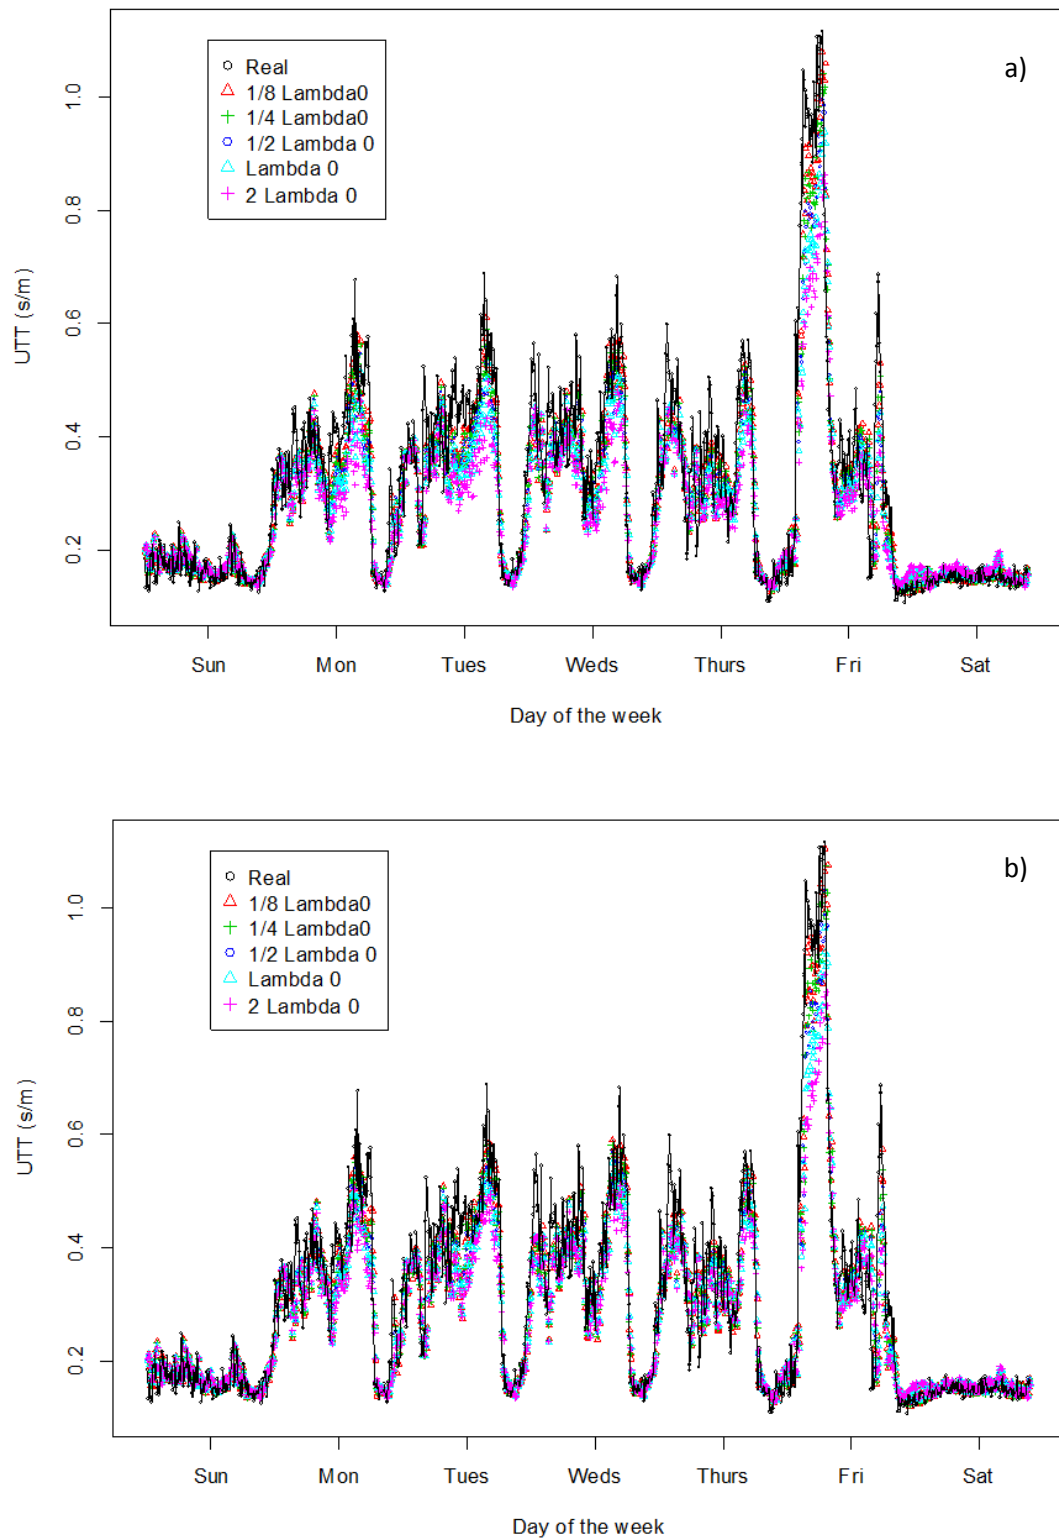 a)
Real
1/8 Lambda0
1/4 Lambda0
1/2 Lambda 0
Lambda 0
2 Lambda 0
1.0
0.8
0.6
0.4
0.2
UTT (s/m)
Sun Mon Tues Weds Thurs Fri Sat
Day of the week
b)
Real
1/8 Lambda0
1/4 Lambda0
1/2 Lambda 0
Lambda 0
2 Lambda 0
1.0
0.8
0.6
0.4
0.2
UTT (s/m)
Sun Mon Tues Weds Thurs Fri Sat
Day of the week